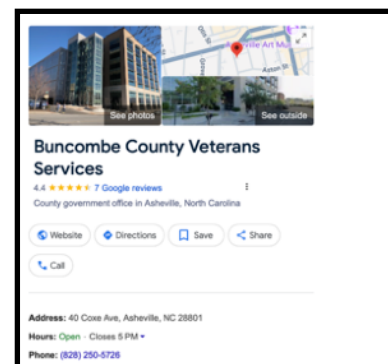 Aston St
See photos
See outside
Buncombe County Veterans
Services
4.4 7 Google reviews
County government office in Asheville, North Carolina
Website Directions Save Share
Call
Address: 40 Coxe Ave, Asheville, NC 28801
Hours: Open · Closes 5 PM
Phone: (828) 250-5726